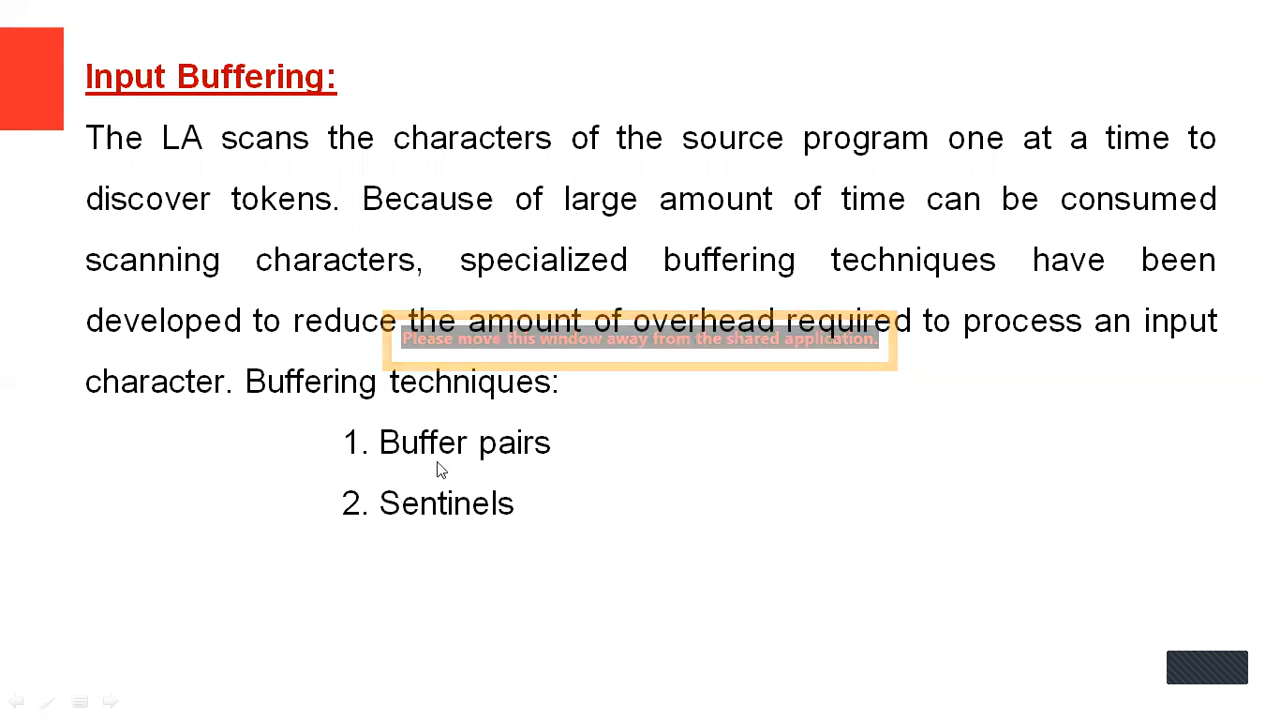 Input Buffering:
The LA scans the characters of the source program one at a time to
discover tokens. Because of large amount of time can be consumed
scanning characters, specialized buffering techniques have been
developed to reduce the amount of overhead required to process an input
Please move this window away from the shared application.
character. Buffering techniques:
1. Buffer pairs
2. Sentinels